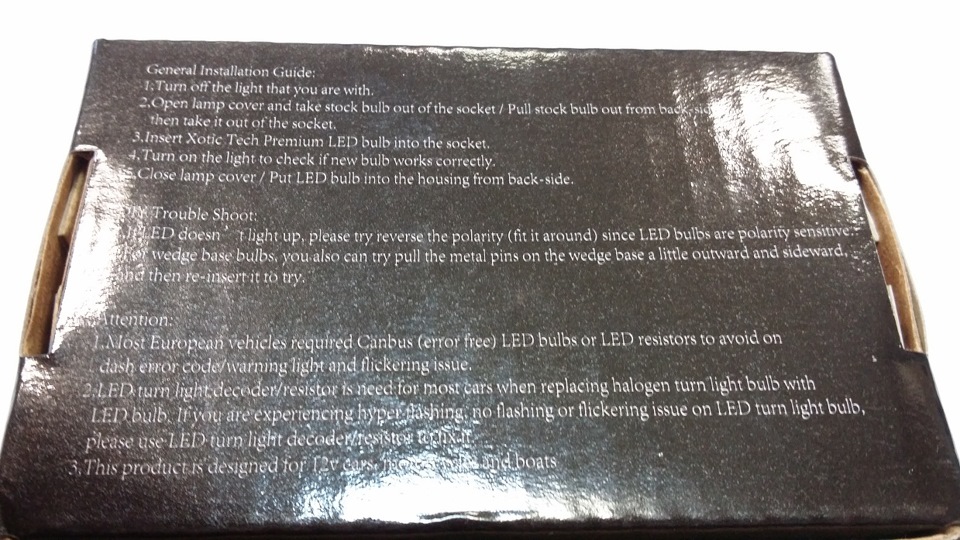 General Installation Guide:
1.Turn off the light that you are with.
2.Open lamp cover and take stock bulb out of the socket / Pull stock bulb out from back-side
then take it out of the socket.
3.Insert Xotic Tech Premium LED bulb into the socket.
4.Turn on the light to check if new bulb works correctly.
5.Close lamp cover / Put LED bulb into the housing from back-side.
Trouble Shoot:
If LED doesn't light up, please try reverse the polarity (fit it around) since LED bulbs are polarity sensitive.
For wedge base bulbs, you also can try pull the metal pins on the wedge base a little outward and sideward,
and then re-insert it to try.
Attention:
1.Most European vehicles required Canbus (error free) LED bulbs or LED resistors to avoid on
dash error code/warning light and flickering issue.
2.LED turn light decoder/resistor is need for most cars when replacing halogen turn light bulb with
LED bulb. If you are experiencing hyper flashing, no flashing or flickering issue on LED turn light bulb,
please use LED turn light decoder/resistor to fix it.
3.This product is designed for 12v cars, and boats